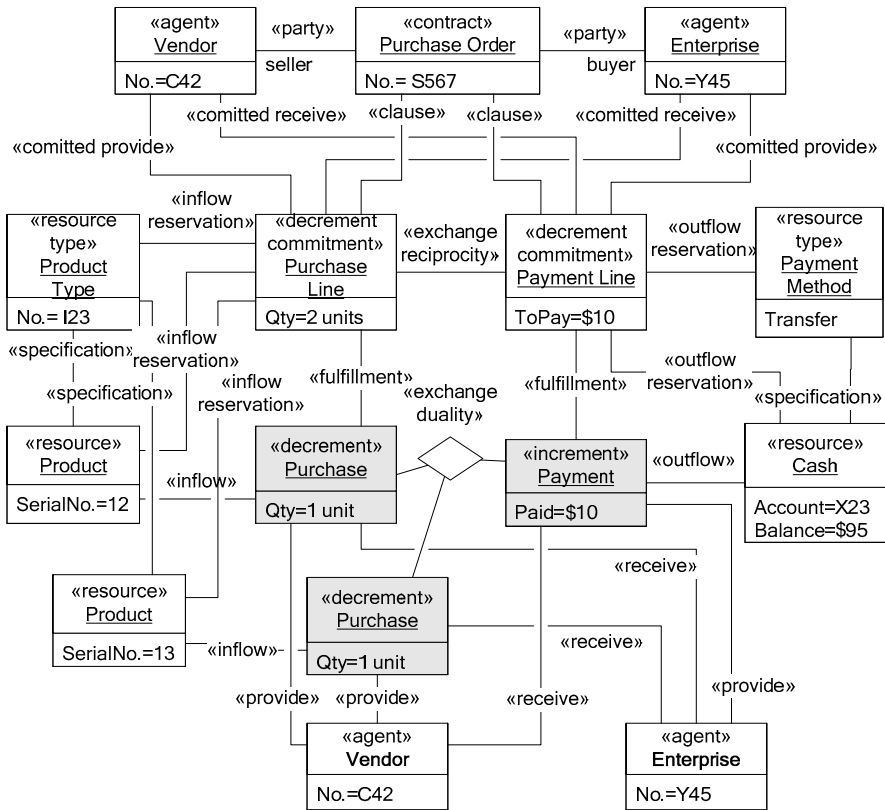 «agent»
Vendor
No.=C42
«party»
seller
«contract»
Purchase Order
No.= S567
«party»
buyer
«agent»
Enterprise
No.=Y45
«comitted receive»
«clause»
«clause»
«comitted receive»
«comitted provide»
«comitted provide»
«inflow
reservation»
«resource
type»
Product
Type
No.= I23
«decrement
commitment»
Purchase
Line
Qty=2 units
«exchange
reciprocity»
«decrement
commitment»
Payment Line
ToPay=$10
«outflow
reservation»
«resource
type»
Payment
Method
Transfer
«specification»
«inflow
reservation»
«specification»
«inflow
reservation»
«fulfillment»
«exchange
duality»
«fulfillment»
«outflow
reservation»
«specification»
«resource»
Product
SerialNo.=12
«inflow»
«decrement»
Purchase
Qty=1 unit
«increment»
Payment
Paid=$10
«outflow»
«resource»
Cash
Account=X23
Balance=$95
«receive»
«resource»
Product
SerialNo.=13
«inflow»
«decrement»
Purchase
Qty=1 unit
«receive»
«provide»
«provide»
«receive»
«provide»
«agent»
Vendor
No.=C42
«agent»
Enterprise
No.=Y45